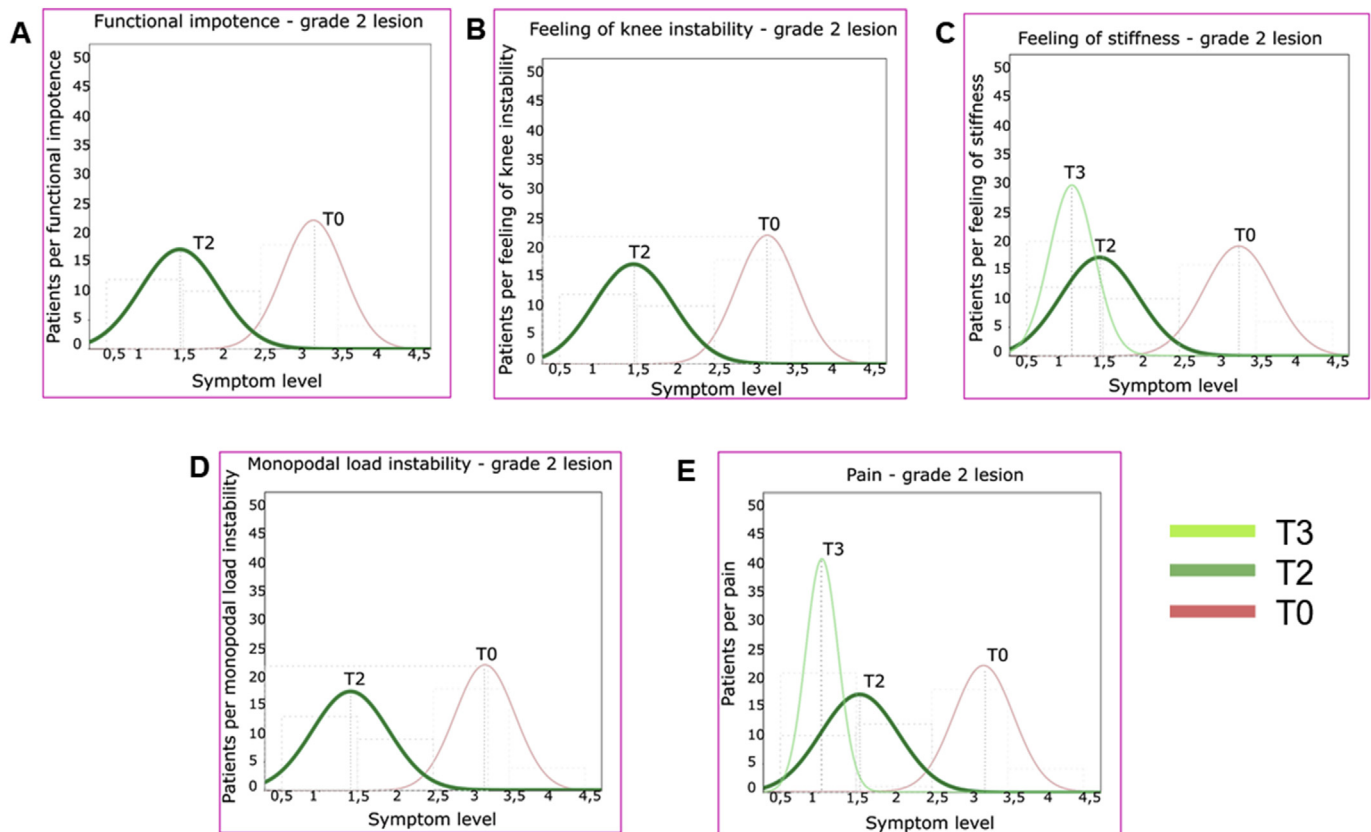 A
Functional impotence - grade 2 lesion
Patients per functional impotence
50
45
40
35
30
25
20
15
10
5
0
T2
T0
0,5 1 1,5 2 2,5 3 3,5 4 4,5
Symptom level
B
Feeling of knee instability - grade 2 lesion
Patients per feeling of knee instability
50
45
40
35
30
25
20
15
10
5
0
T2
T0
0,5 1 1,5 2 2,5 3 3,5 4 4,5
Symptom level
C
Feeling of stiffness - grade 2 lesion
Patients per feeling of stiffness
50
45
40
35
30
25
20
15
10
5
0
T3
T2
T0
0,5 1 1,5 2 2,5 3 3,5 4 4,5
Symptom level
D
Monopodal load instability - grade 2 lesion
Patients per monopodal load instability
50
45
40
35
30
25
20
15
10
5
0
T2
T0
0,5 1 1,5 2 2,5 3 3,5 4 4,5
Symptom level
E
Pain - grade 2 lesion
Patients per pain
50
45
40
35
30
25
20
15
10
5
0
T3
T2
T0
0,5 1 1,5 2 2,5 3 3,5 4 4,5
Symptom level
T3
T2
T0